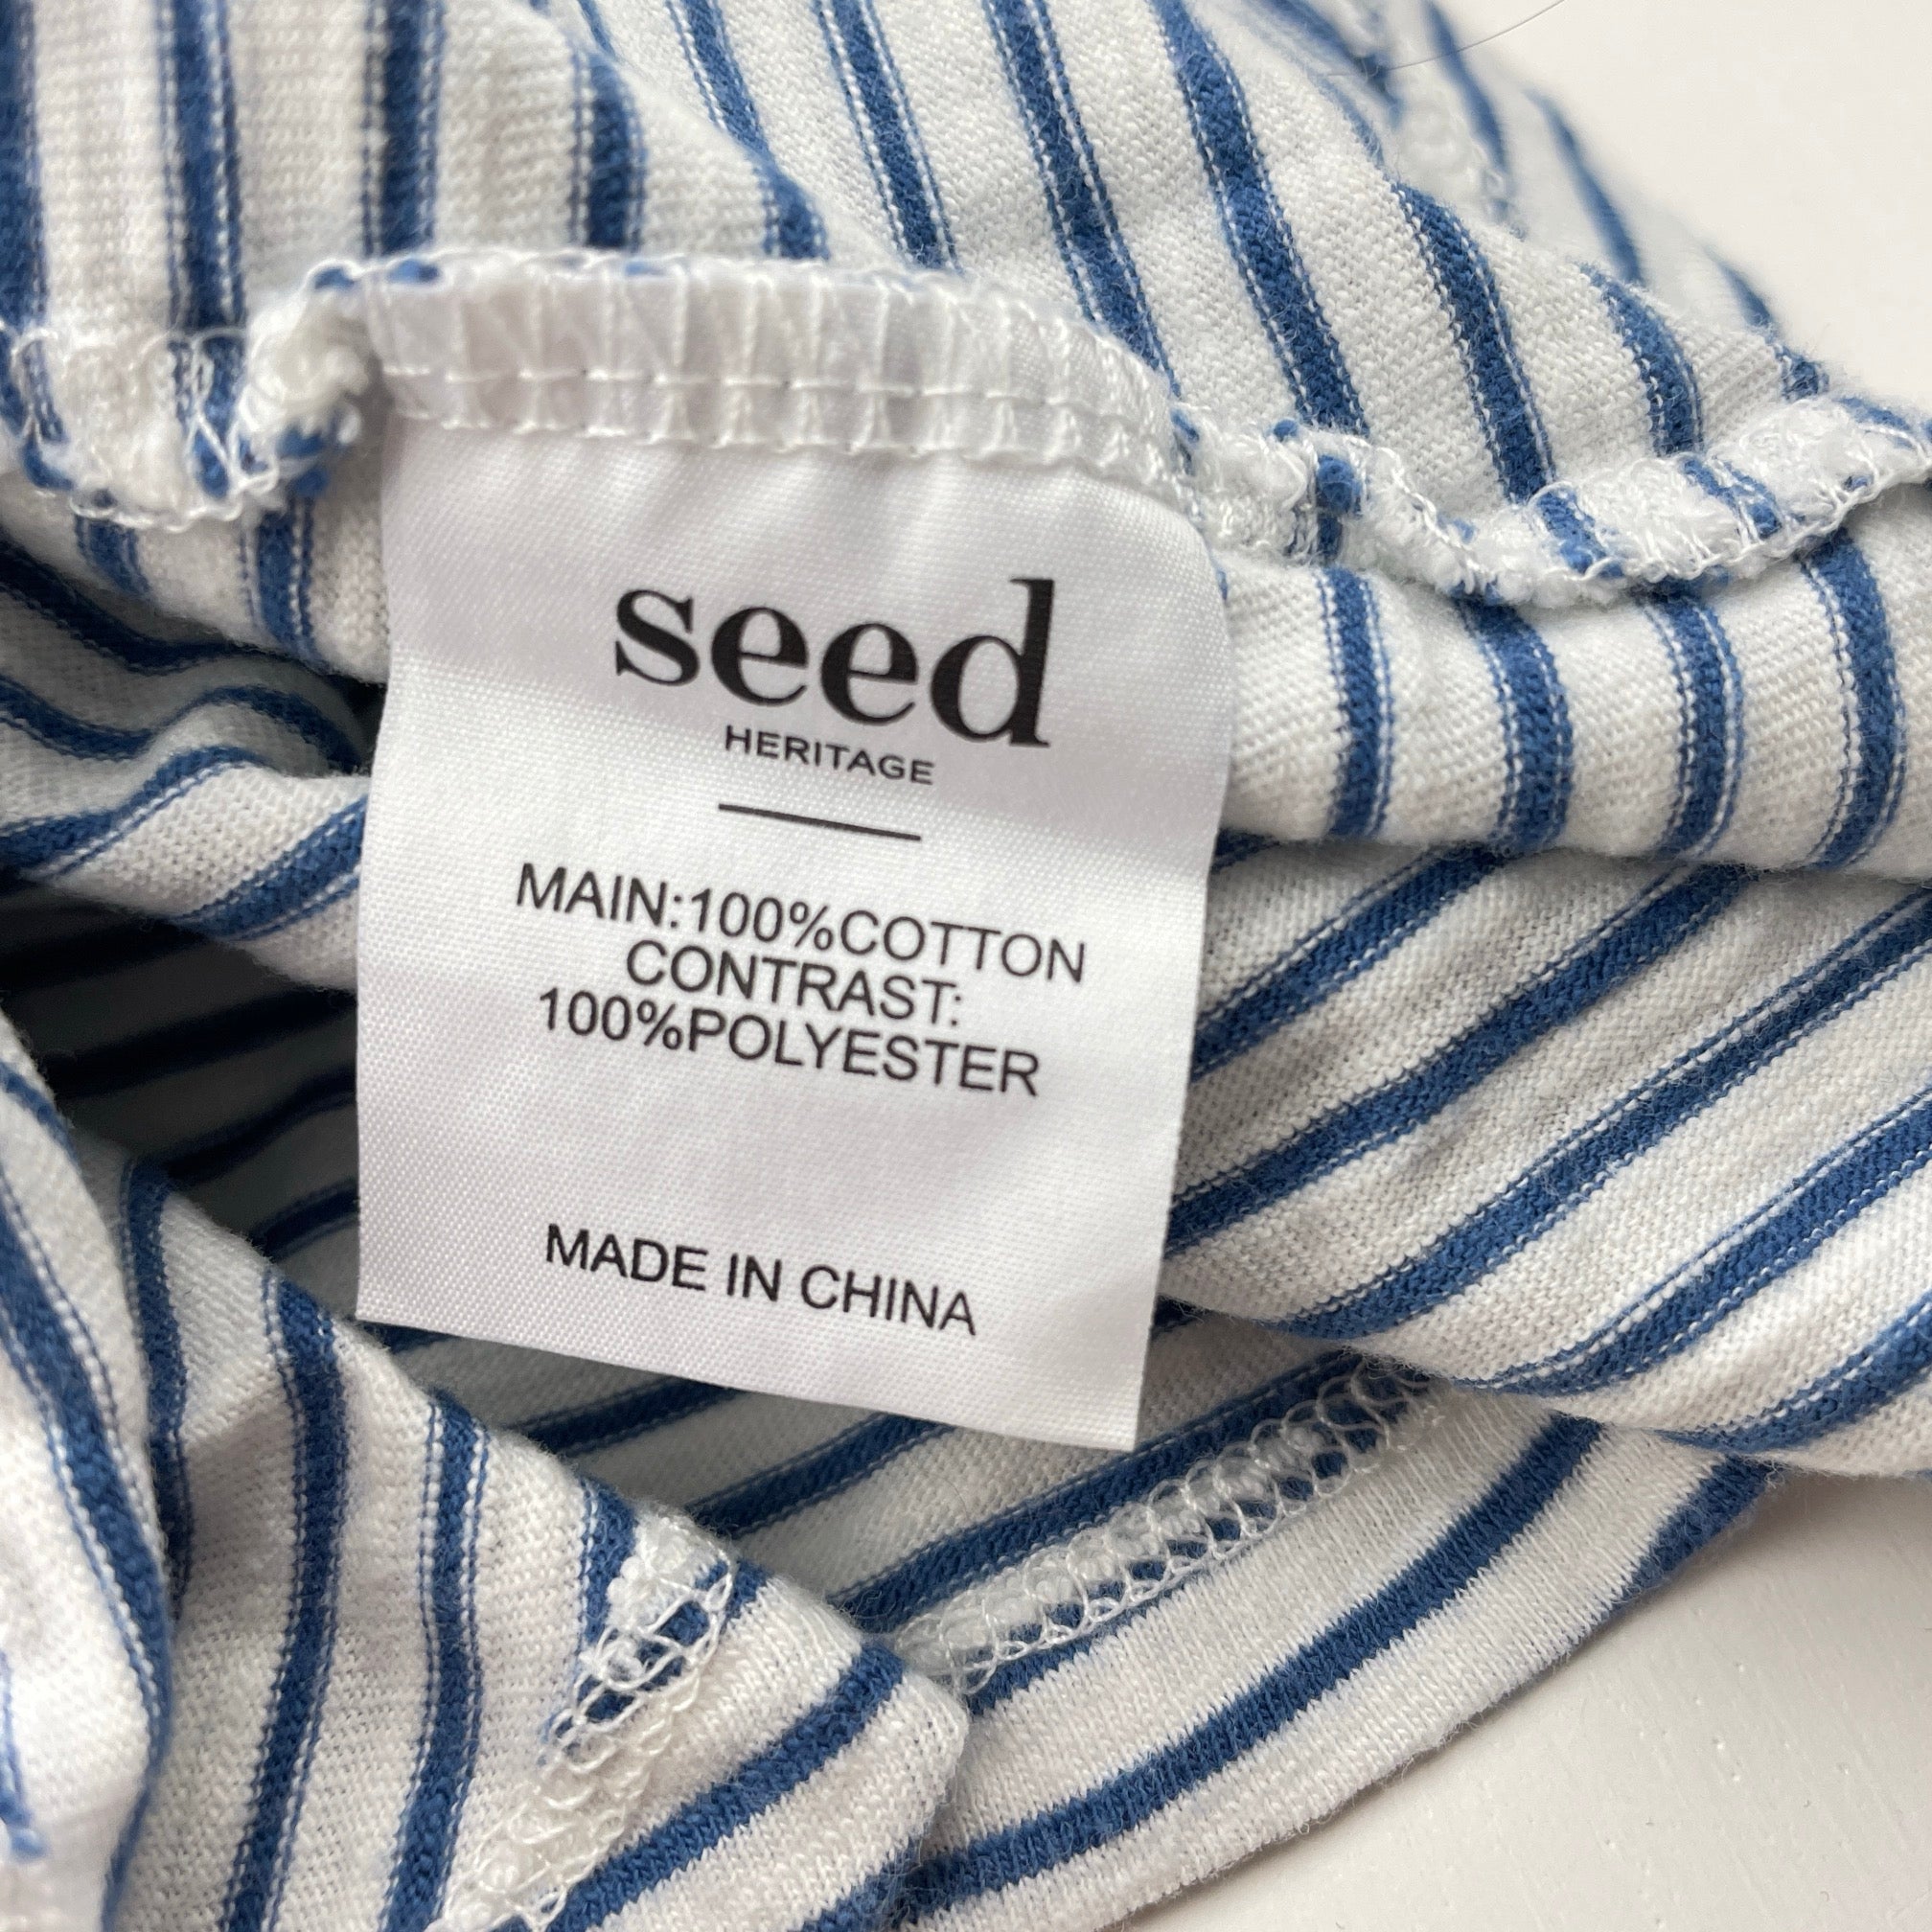 seed
HERITAGE
MAIN:100%COTTON
CONTRAST:
100%POLYESTER
MADE IN CHINA